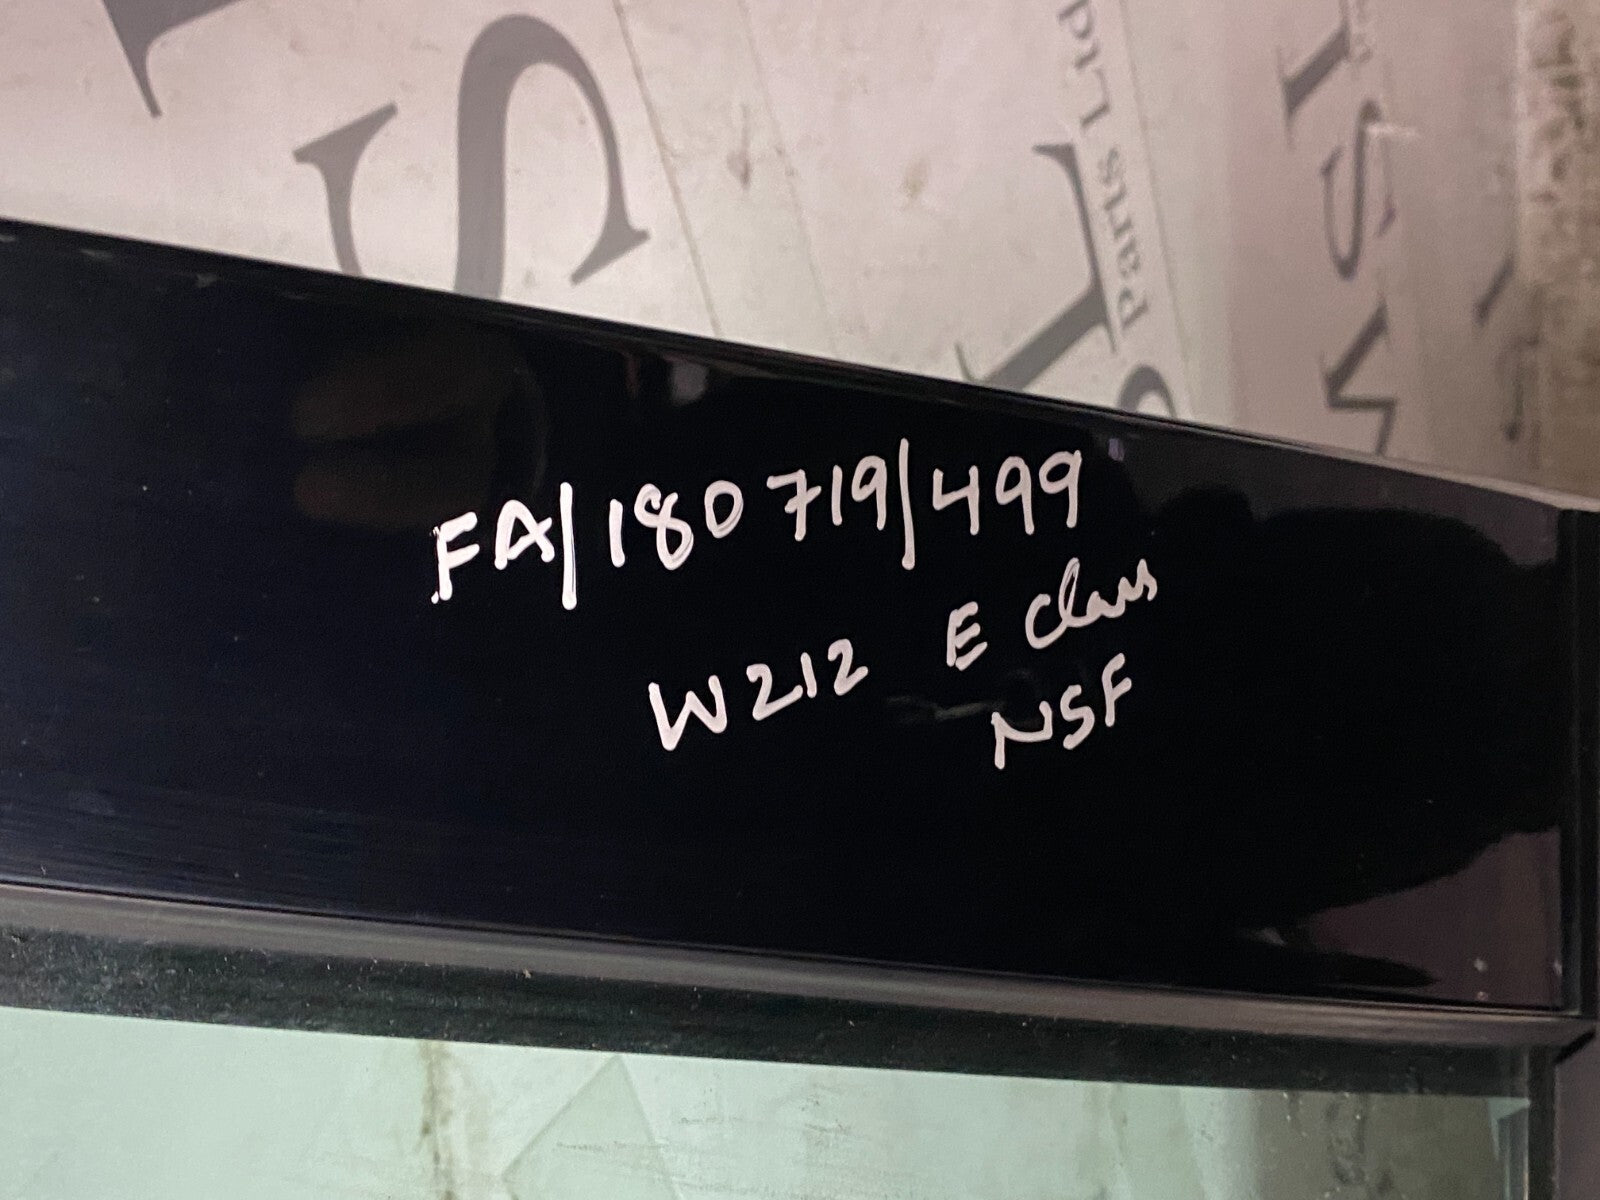 FA/180719/499
W212 E Class
NSF
Parts Ltd